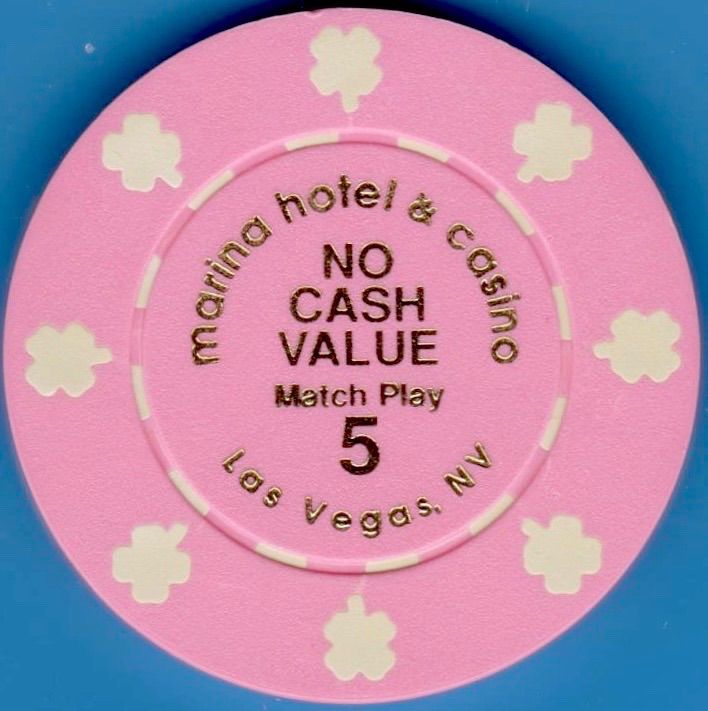 marina hotel & casino
NO
CASH
VALUE
Match Play
5
Las Vegas, NV